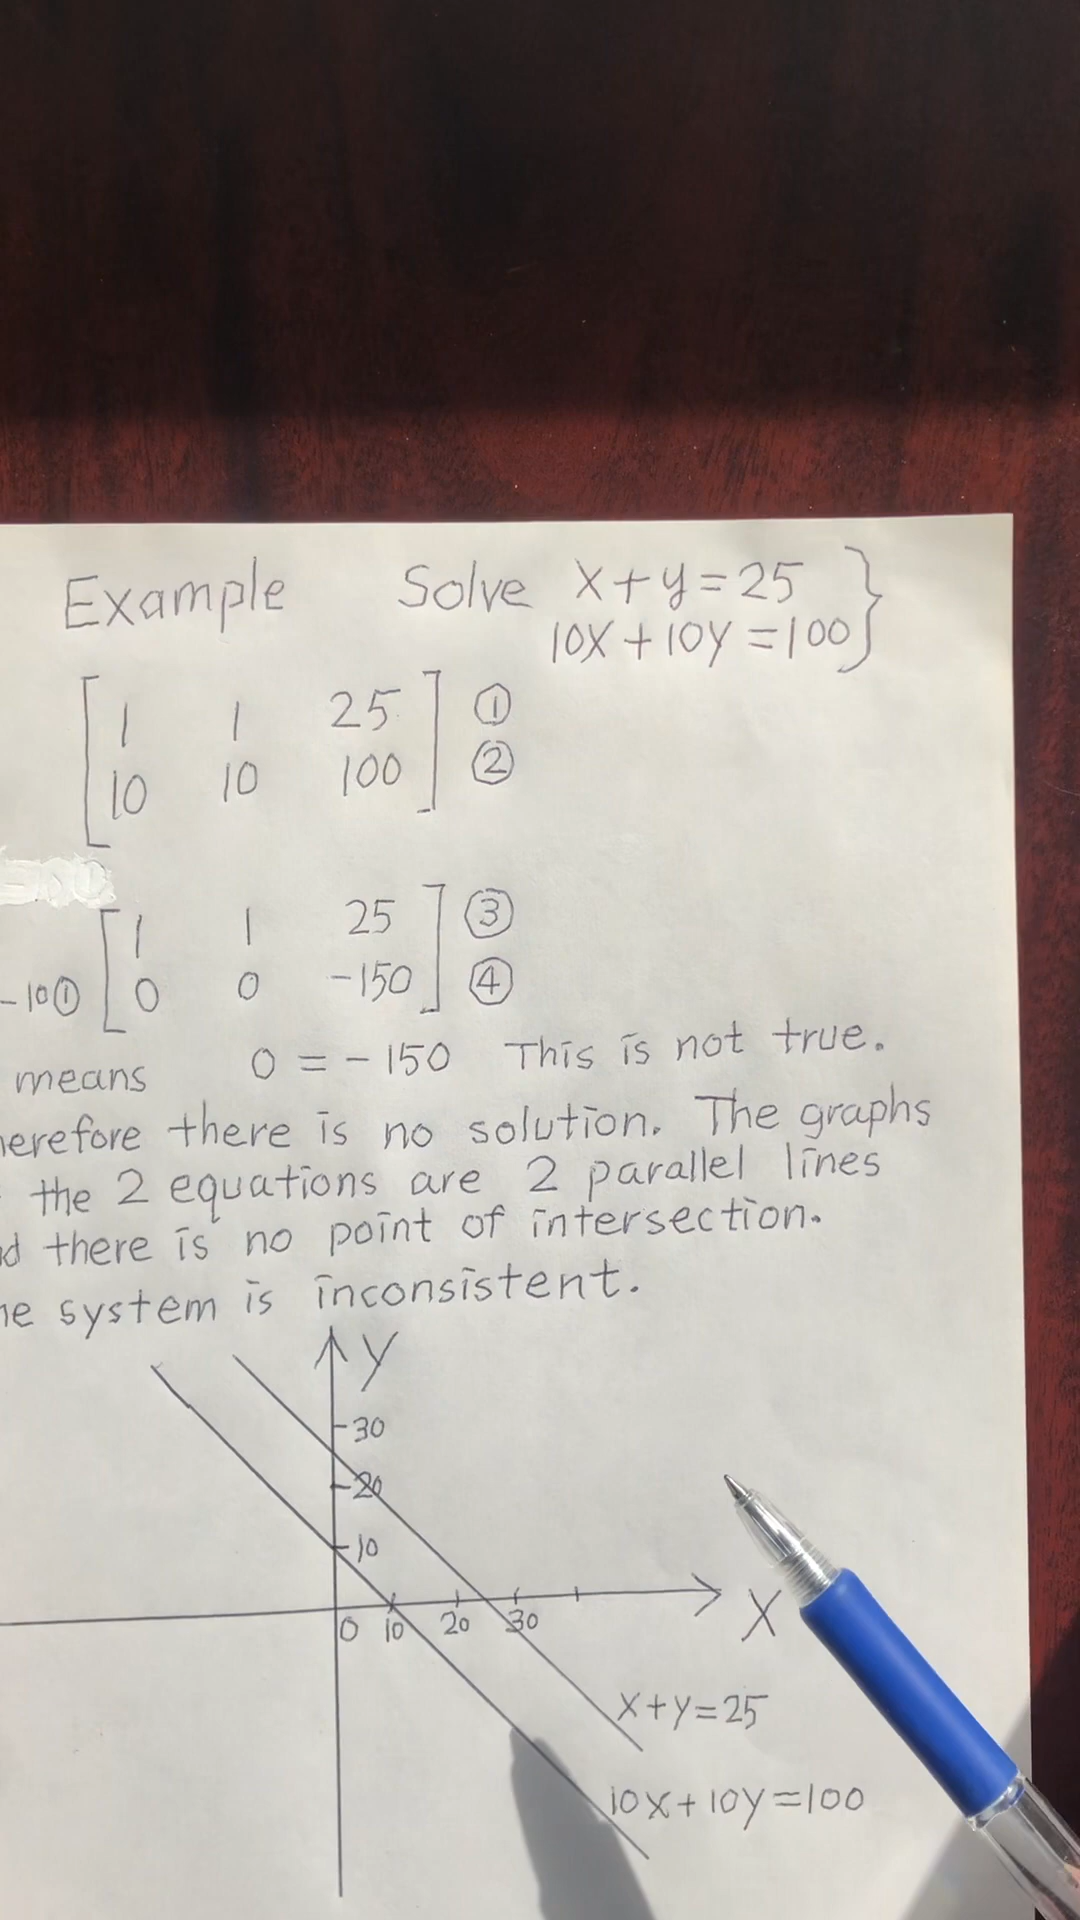 Example Solve x+y=25
10x+10y=100
1 1 25 ①
10 10 100 ②
1 1 25 ③
-10① 0 0 -150 ④
means 0=-150 This is not true.
herefore there is no solution. The graphs
the 2 equations are 2 parallel lines
nd there is no point of intersection.
he system is inconsistent.
Y
30
20
10
0 10 20 30 X
x+y=25
10x+10y=100